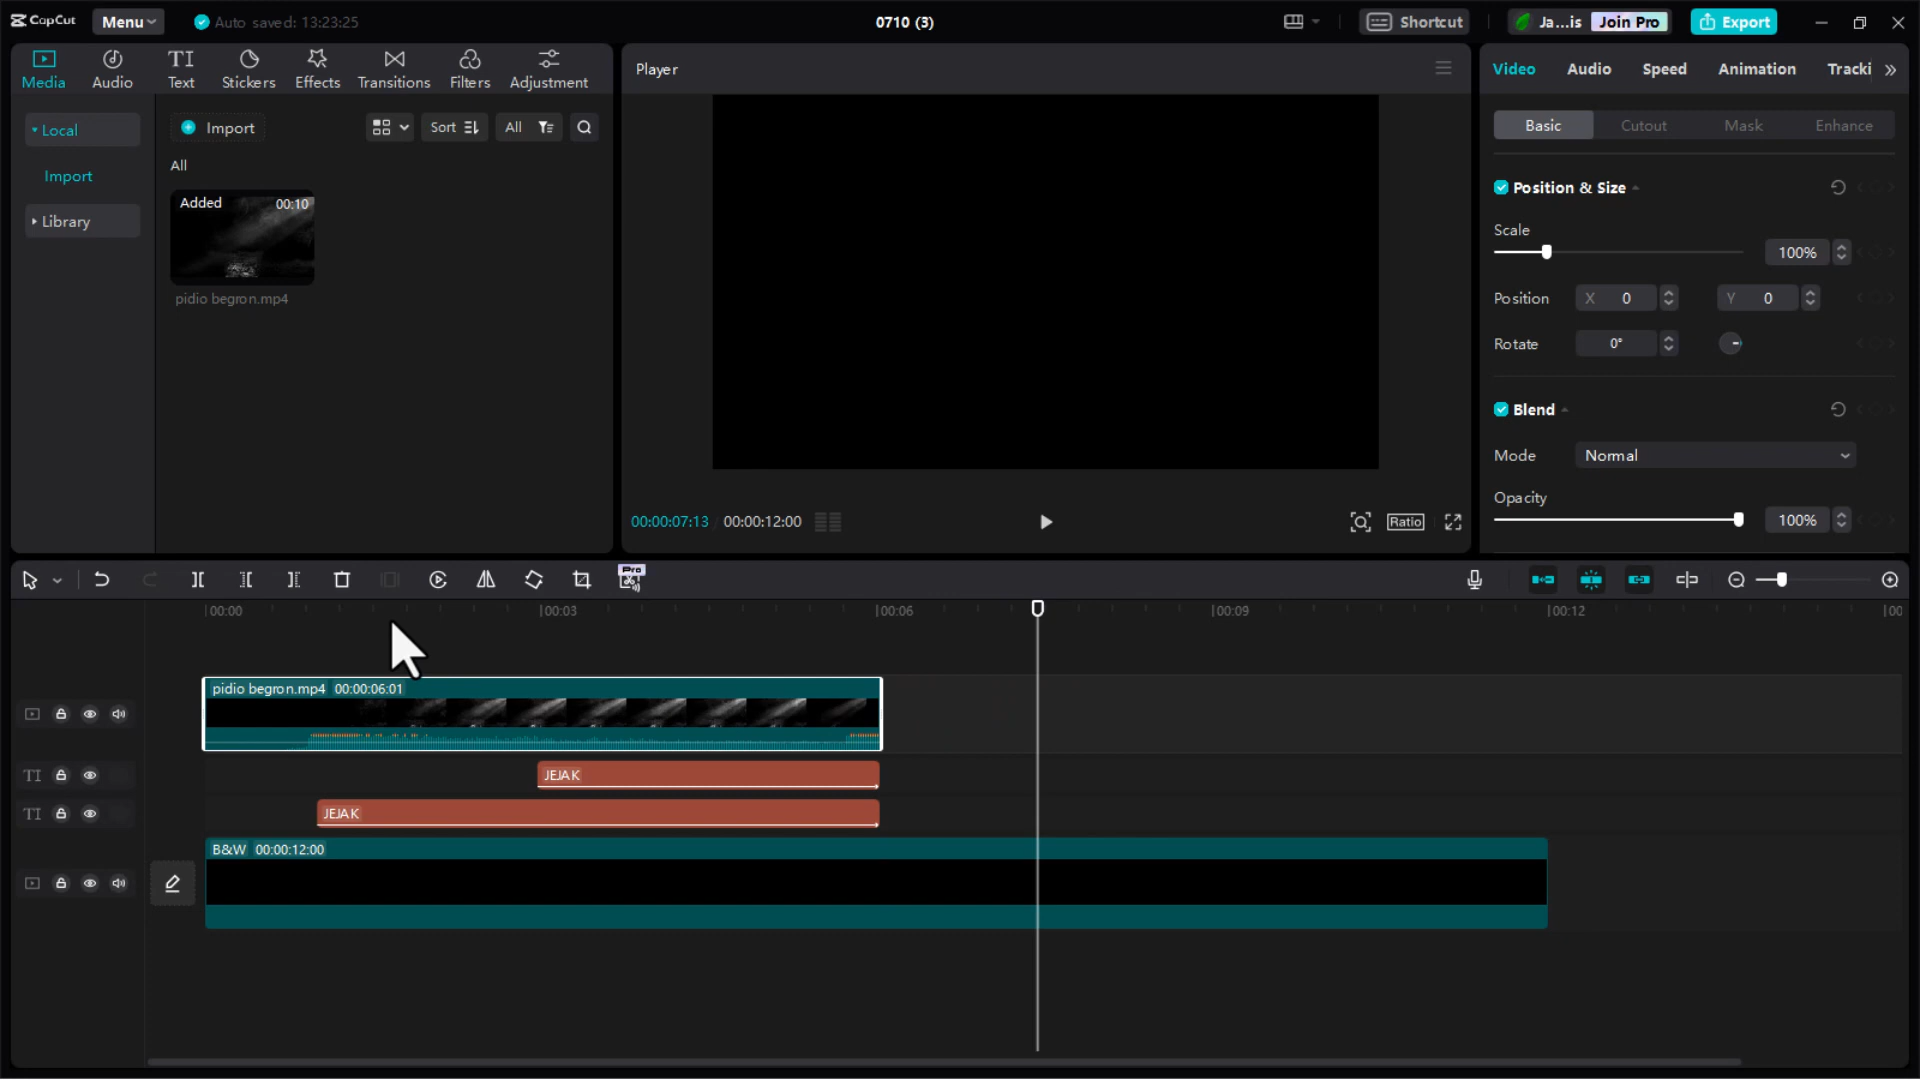 CapCut
Menu
Auto saved: 13:23:25
0710 (3)
Shortcut
Ja...is
Join Pro
Export
Media
Audio
Text
Stickers
Effects
Transitions
Filters
Adjustment
Local
Import
Library
Import
Sort
All
All
Added
00:10
pidio begron.mp4
Player
00:00:07:13
00:00:12:00
Ratio
Video
Audio
Speed
Animation
Tracki
Basic
Cutout
Mask
Enhance
Position & Size
Scale
100%
Position
X 0
Y 0
Rotate
0°
Blend
Mode
Normal
Opacity
100%
Pro
00:00
00:03
00:06
00:09
00:12
00
pidio begron.mp4 00:00:06:01
TI
JEJAK
TI
JEJAK
B&W 00:00:12:00